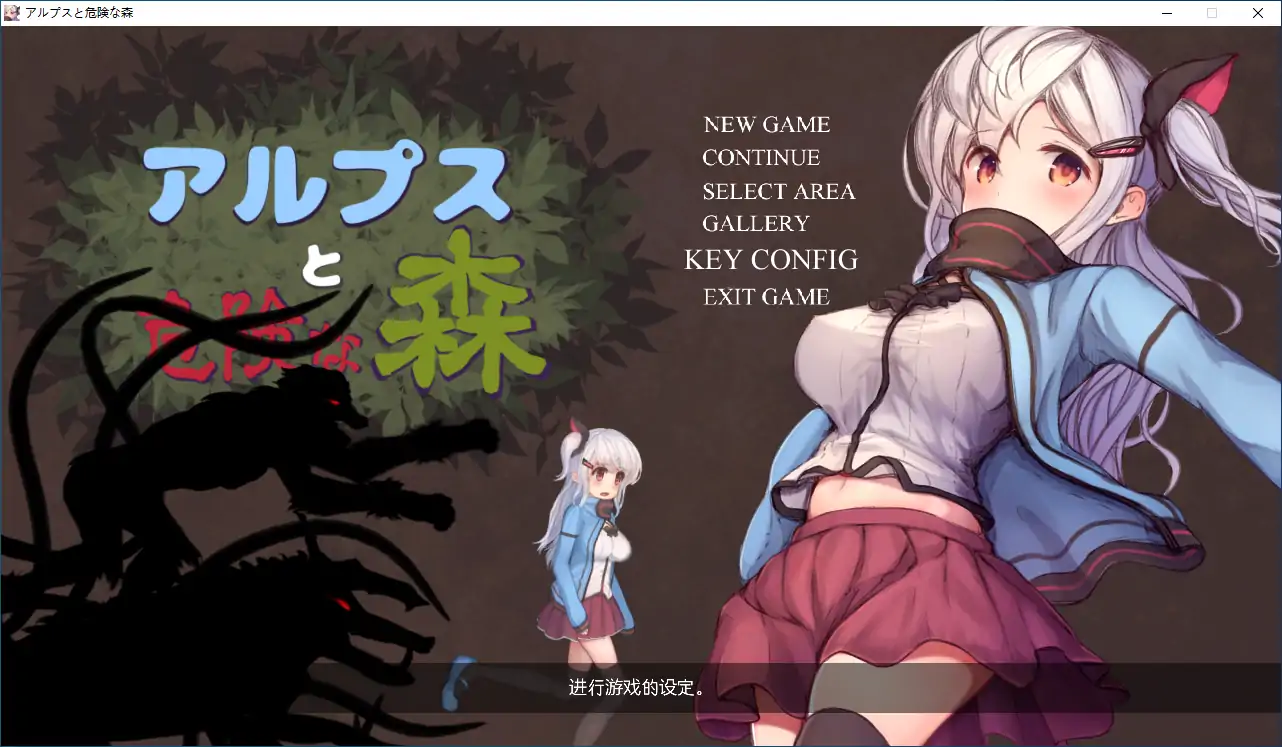 アルプスと危険な森
アルプス
と
危険な
森
NEW GAME
CONTINUE
SELECT AREA
GALLERY
KEY CONFIG
EXIT GAME
进行游戏的设定。